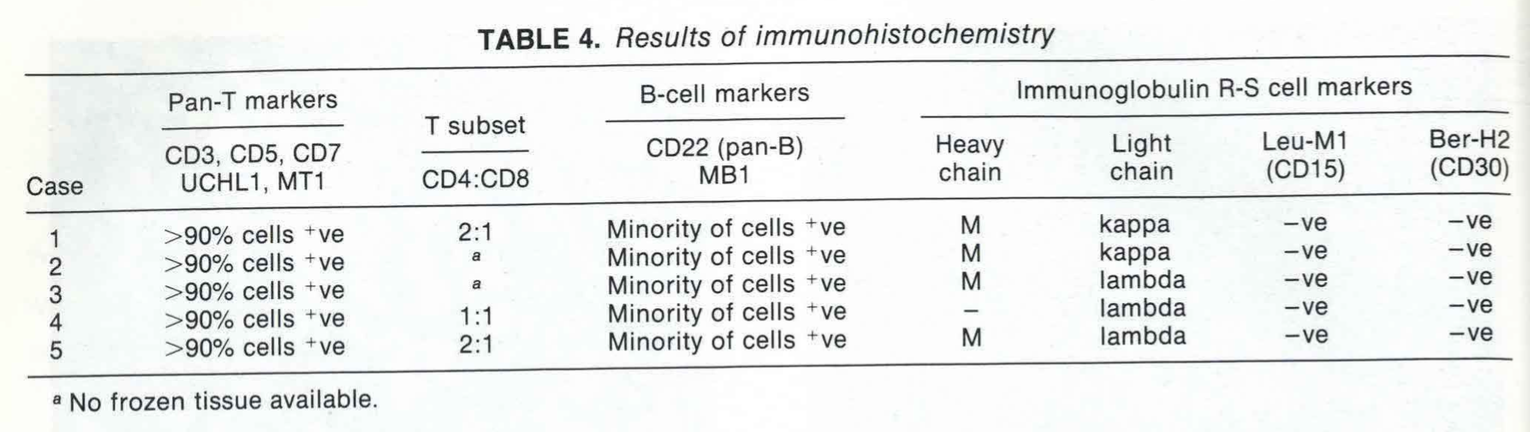 TABLE 4. Results of immunohistochemistry
Pan-T markers B-cell markers Immunoglobulin R-S cell markers
T subset
CD3, CD5, CD7 CD22 (pan-B) Heavy Light Leu-M1 Ber-H2
Case UCHL1, MT1 CD4:CD8 MB1 chain chain (CD15) (CD30)
1 >90% cells +ve 2:1 Minority of cells +ve M kappa −ve −ve
2 >90% cells +ve a Minority of cells +ve M kappa −ve −ve
3 >90% cells +ve a Minority of cells +ve M lambda −ve −ve
4 >90% cells +ve 1:1 Minority of cells +ve – lambda −ve −ve
5 >90% cells +ve 2:1 Minority of cells +ve M lambda −ve −ve
a No frozen tissue available.